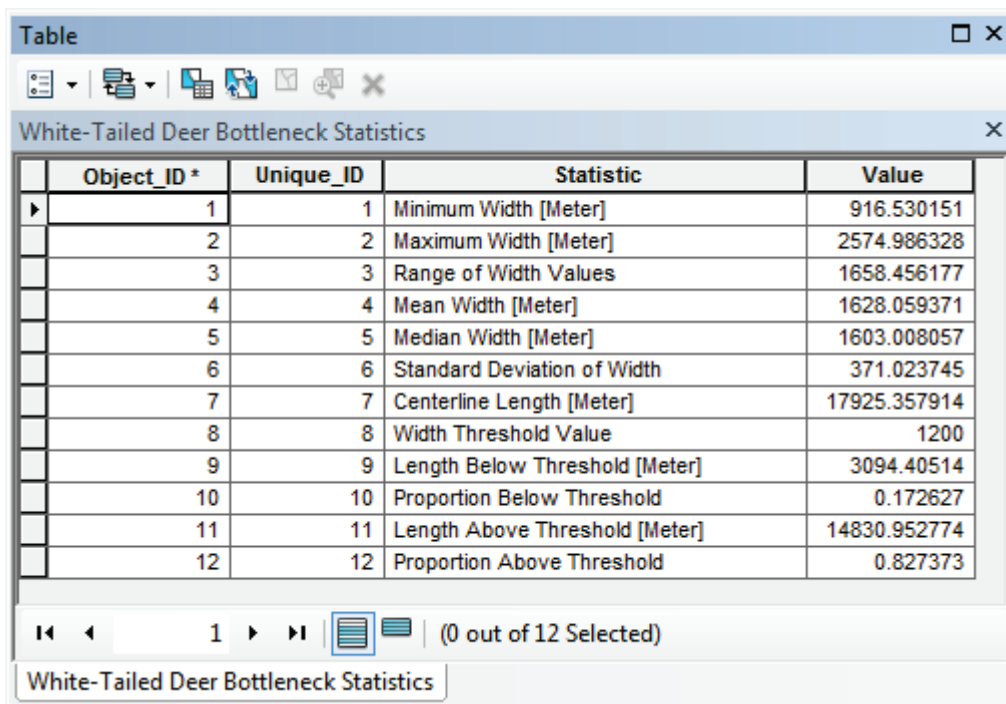 Table
White-Tailed Deer Bottleneck Statistics
Object_ID * Unique_ID Statistic Value
1 1 Minimum Width [Meter] 916.530151
2 2 Maximum Width [Meter] 2574.986328
3 3 Range of Width Values 1658.456177
4 4 Mean Width [Meter] 1628.059371
5 5 Median Width [Meter] 1603.008057
6 6 Standard Deviation of Width 371.023745
7 7 Centerline Length [Meter] 17925.357914
8 8 Width Threshold Value 1200
9 9 Length Below Threshold [Meter] 3094.40514
10 10 Proportion Below Threshold 0.172627
11 11 Length Above Threshold [Meter] 14830.952774
12 12 Proportion Above Threshold 0.827373
1 (0 out of 12 Selected)
White-Tailed Deer Bottleneck Statistics